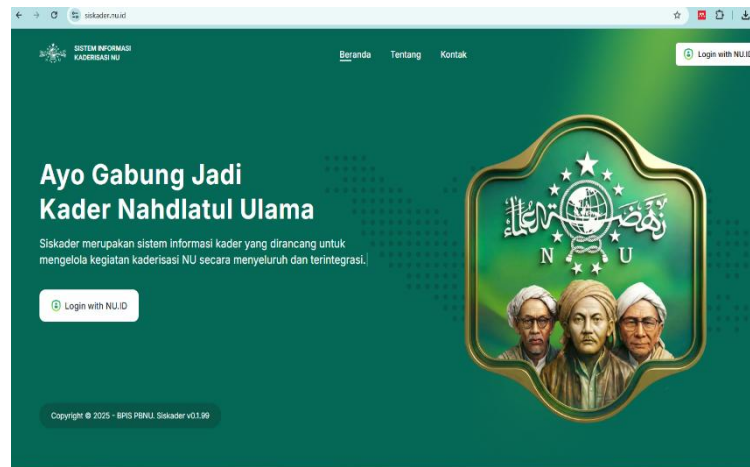 siskader.nu.id
SISTEM INFORMASI
KADERISASI NU
Beranda Tentang Kontak
Login with NU.ID
Ayo Gabung Jadi
Kader Nahdlatul Ulama
Siskader merupakan sistem informasi kader yang dirancang untuk
mengelola kegiatan kaderisasi NU secara menyeluruh dan terintegrasi.
Login with NU.ID
نهضة العلماء
N U
Copyright © 2025 - BPIS PBNU. Siskader v0.1.99